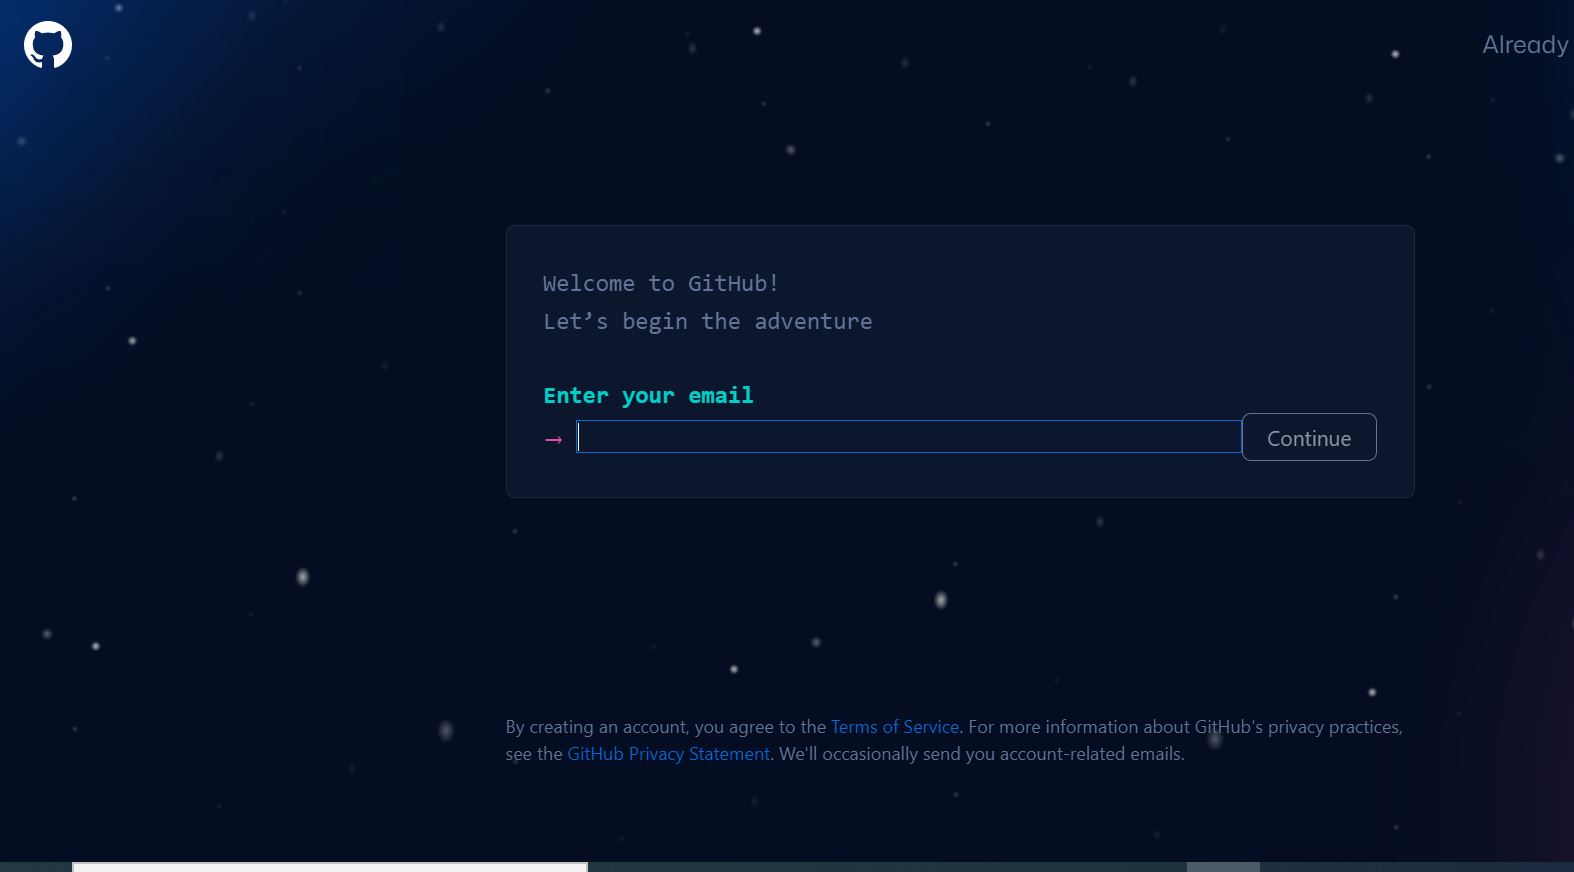 Already
Welcome to GitHub!
Let’s begin the adventure
Enter your email
→ Continue
By creating an account, you agree to the Terms of Service. For more information about GitHub's privacy practices,
see the GitHub Privacy Statement. We'll occasionally send you account-related emails.